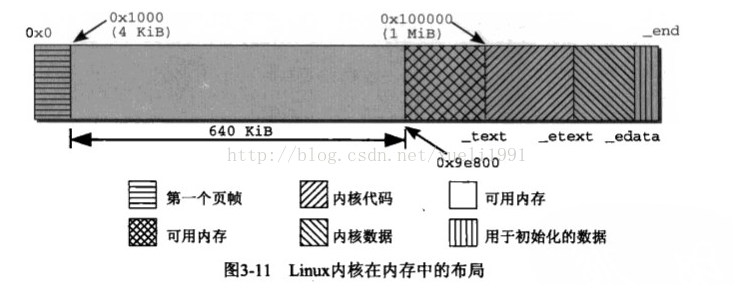 0x0
0x1000
(4 KiB)
0x100000
(1 MiB)
_end
640 KiB
_text
_etext
_edata
http://blog.csdn.net/xueli1991
0x9e800
第一个页帧
内核代码
可用内存
可用内存
内核数据
用于初始化的数据
图3-11 Linux内核在内存中的布局